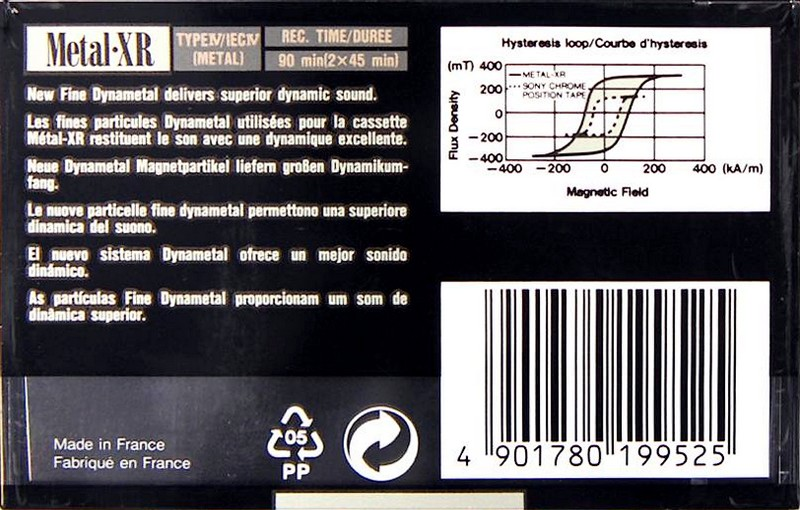 Metal·XR
TYPEIV/IECIV
(METAL)
REC. TIME/DUREE
90 min(2×45 min)
New Fine Dynametal delivers superior dynamic sound.
Les fines particules Dynametal utilisées pour la cassette
Métal-XR restituent le son avec une dynamique excellente.
Neue Dynametal Magnetpartikel liefern großen Dynamikum-
fang.
Le nuove particelle fine dynametal permettono una superiore
dinamica del suono.
El nuevo sistema Dynametal ofrece un mejor sonido
dinámico.
As partículas Fine Dynametal proporcionam um som de
dinâmica superior.
Made in France
Fabriqué en France
05
PP
Hysteresis loop/Courbe d'hysteresis
(mT) 400
200
0
−200
−400
Flux Density
METAL-XR
SONY CHROME
POSITION TAPE
−400 −200 0 200 400 (kA/m)
Magnetic Field
4 901780 199525